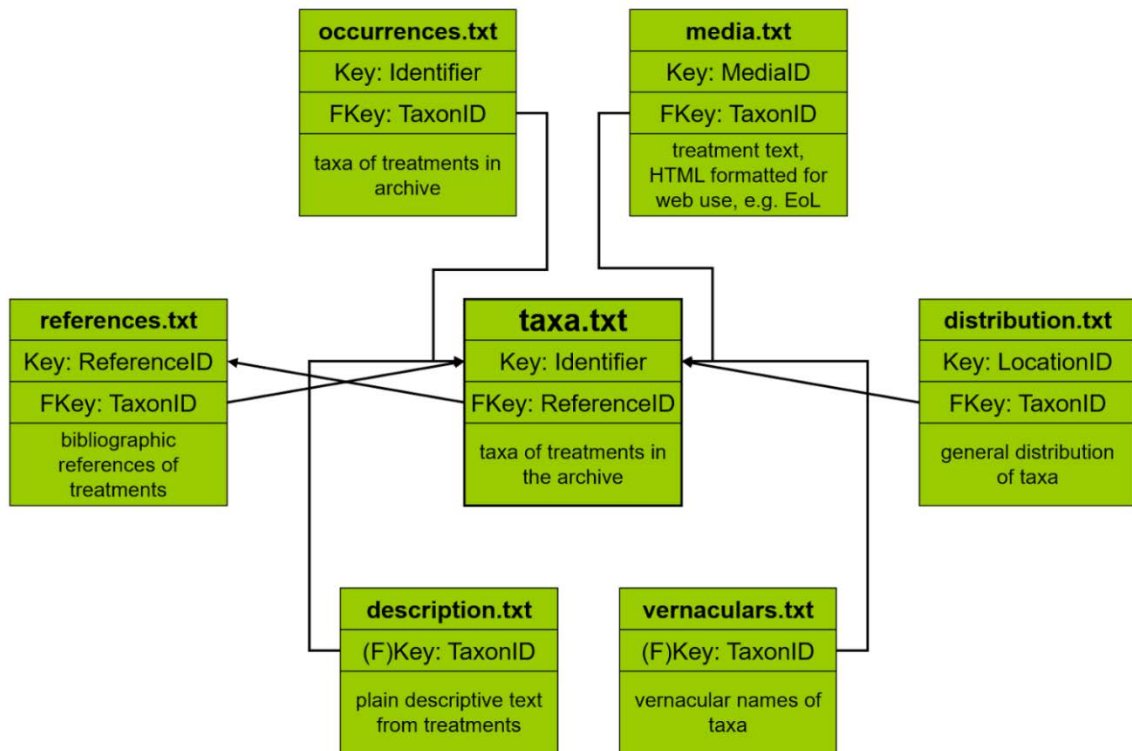 occurrences.txt
Key: Identifier
FKey: TaxonID
taxa of treatments in
archive
media.txt
Key: MediaID
FKey: TaxonID
treatment text,
HTML formatted for
web use, e.g. EoL
references.txt
Key: ReferenceID
FKey: TaxonID
bibliographic
references of
treatments
taxa.txt
Key: Identifier
FKey: ReferenceID
taxa of treatments in
the archive
distribution.txt
Key: LocationID
FKey: TaxonID
general distribution
of taxa
description.txt
(F)Key: TaxonID
plain descriptive text
from treatments
vernaculars.txt
(F)Key: TaxonID
vernacular names of
taxa